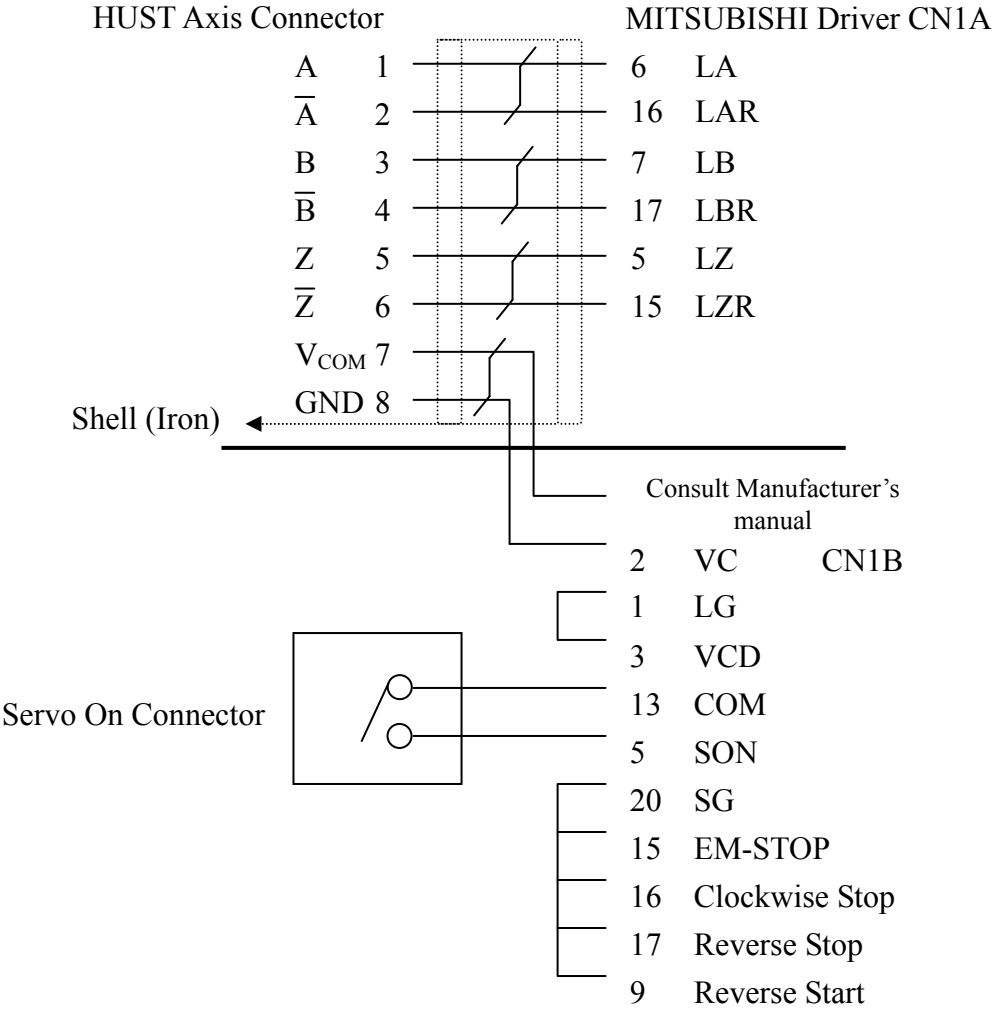 HUST Axis Connector MITSUBISHI Driver CN1A
A 1 6 LA
A̅ 2 16 LAR
B 3 7 LB
B̅ 4 17 LBR
Z 5 5 LZ
Z̅ 6 15 LZR
VCOM 7
GND 8
Shell (Iron)
Consult Manufacturer’s
manual
2 VC CN1B
1 LG
3 VCD
13 COM
Servo On Connector
5 SON
20 SG
15 EM-STOP
16 Clockwise Stop
17 Reverse Stop
9 Reverse Start